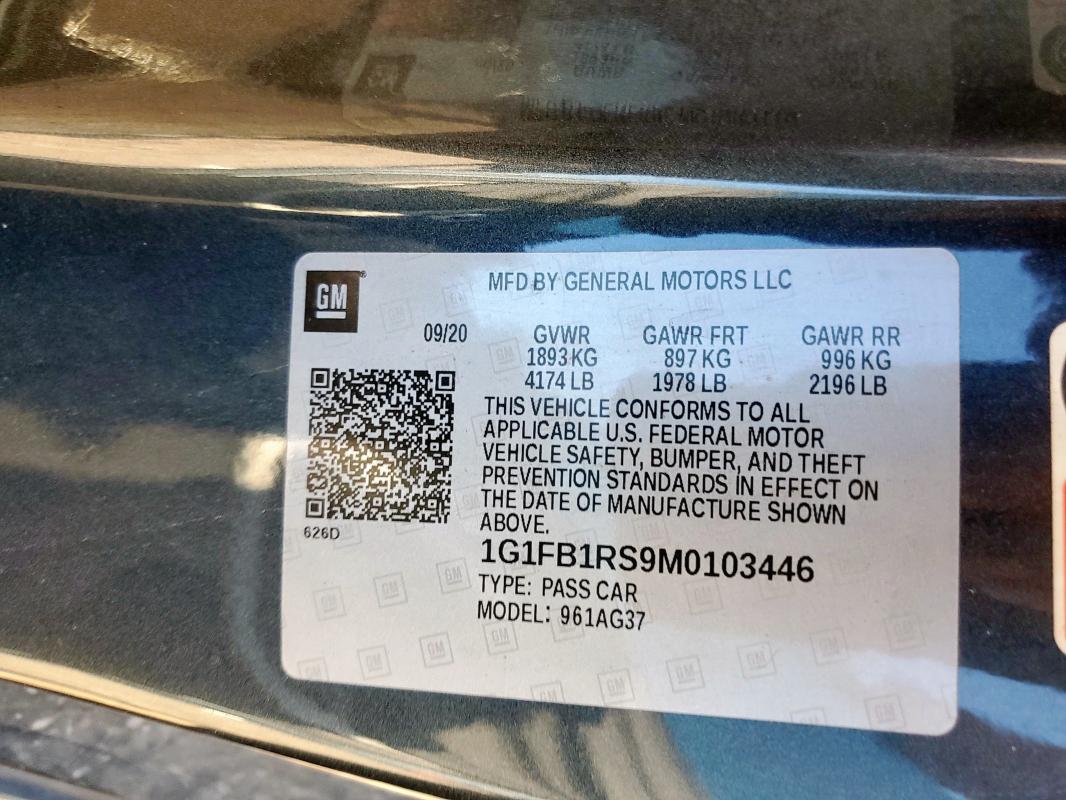 GM
MFD BY GENERAL MOTORS LLC
09/20
GVWR GAWR FRT GAWR RR
1893 KG 897 KG 996 KG
4174 LB 1978 LB 2196 LB
THIS VEHICLE CONFORMS TO ALL
APPLICABLE U.S. FEDERAL MOTOR
VEHICLE SAFETY, BUMPER, AND THEFT
PREVENTION STANDARDS IN EFFECT ON
THE DATE OF MANUFACTURE SHOWN
ABOVE.
626D
1G1FB1RS9M0103446
TYPE: PASS CAR
MODEL: 961AG37